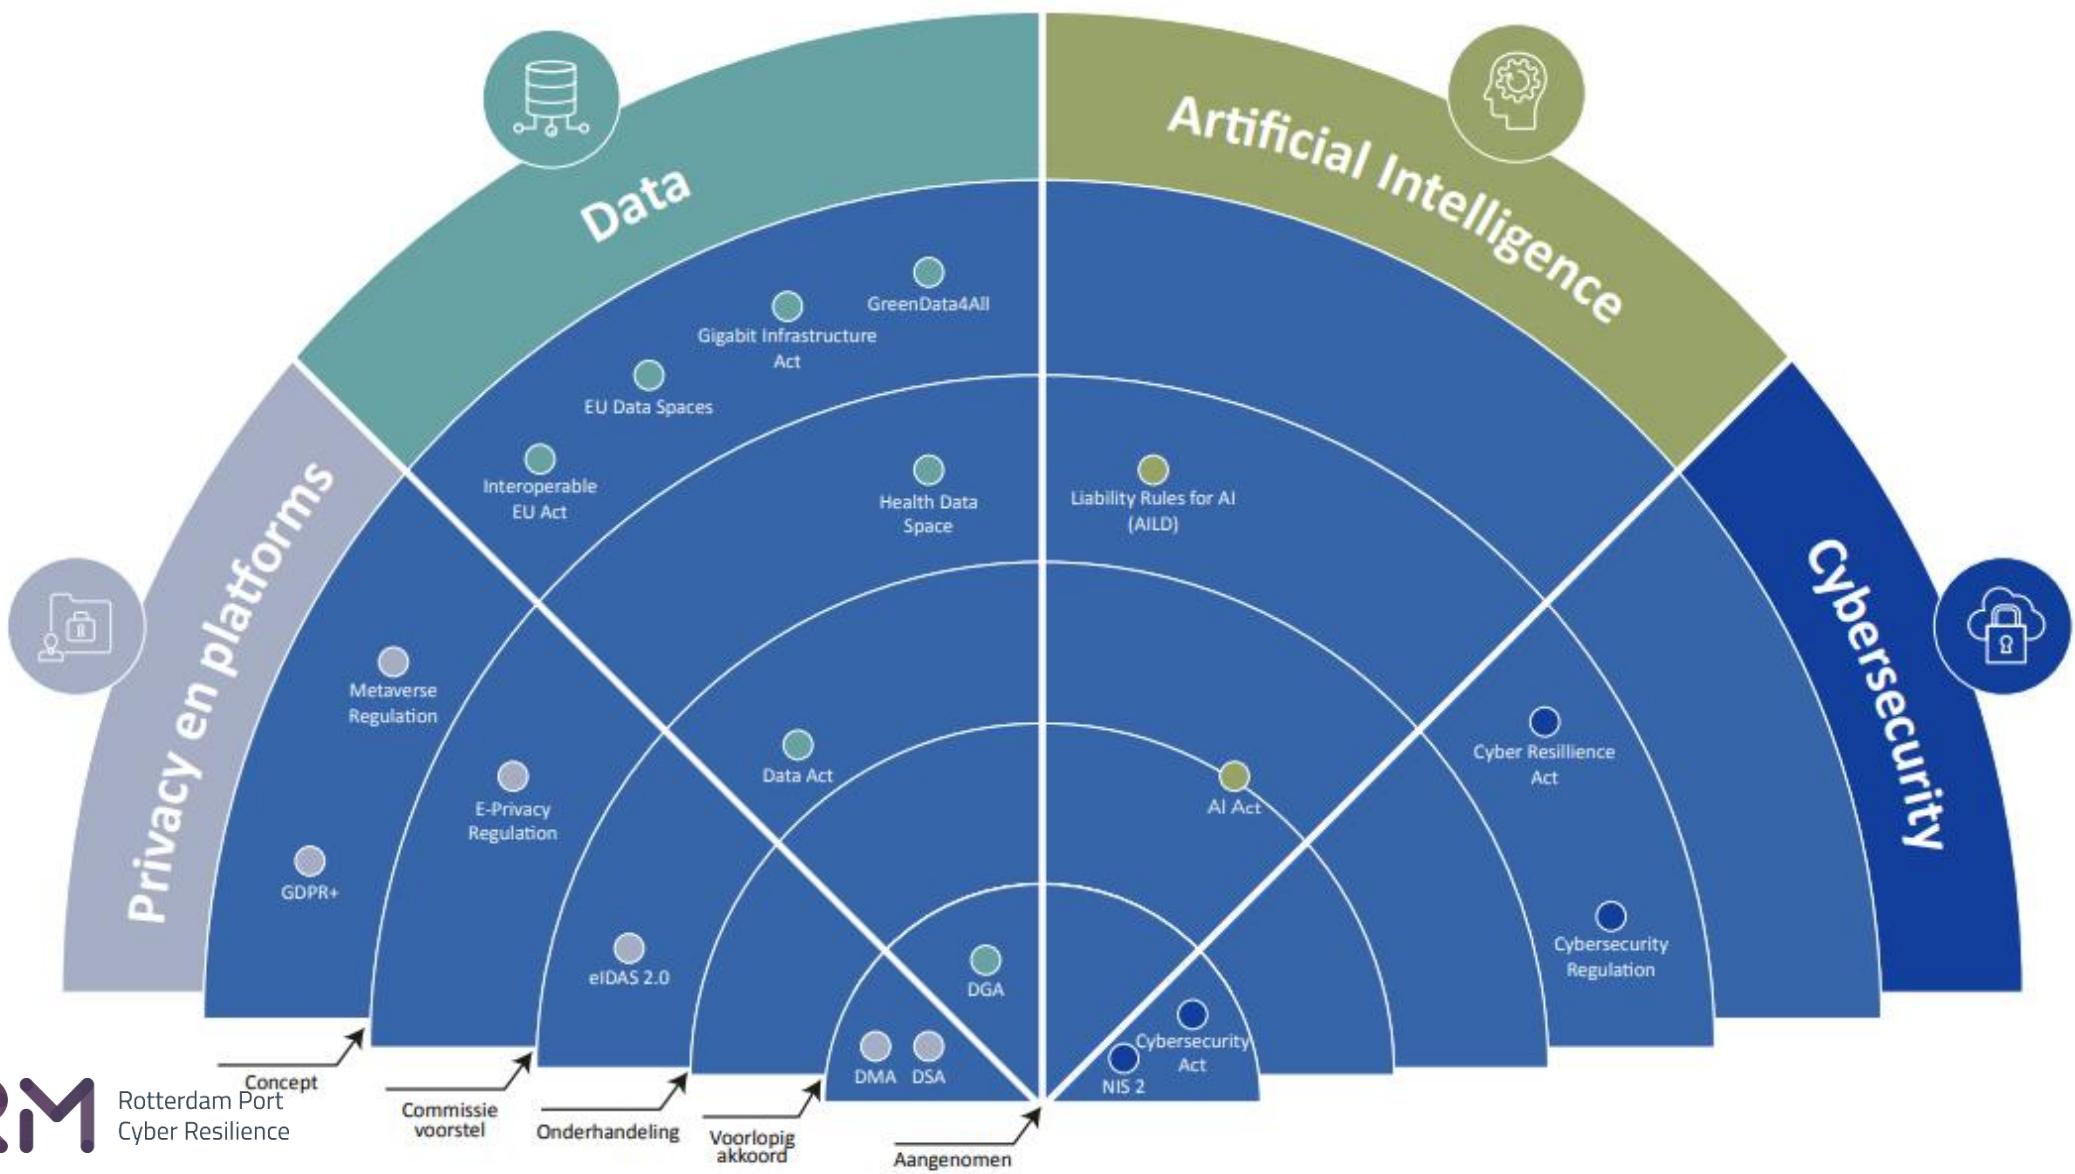 Data
Artificial Intelligence
Privacy en platforms
Cybersecurity
GreenData4All
Gigabit Infrastructure
Act
EU Data Spaces
Interoperable
EU Act
Health Data
Space
Liability Rules for AI
(AILD)
Metaverse
Regulation
E-Privacy
Regulation
Data Act
AI Act
Cyber Resillience
Act
GDPR+
eIDAS 2.0
Cybersecurity
Regulation
DGA
DMA
DSA
Cybersecurity
Act
NIS 2
Concept
Commissie
voorstel
Onderhandeling
Voorlopig
akkoord
Aangenomen
Rotterdam Port
Cyber Resilience